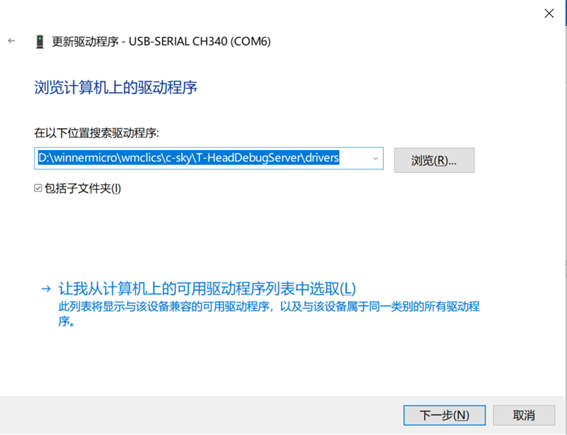 更新驱动程序 - USB-SERIAL CH340 (COM6)
浏览计算机上的驱动程序
在以下位置搜索驱动程序:
D:\winnermicro\wmclics\c-sky\T-HeadDebugServer\drivers
浏览(R)...
包括子文件夹(I)
让我从计算机上的可用驱动程序列表中选取(L)
此列表将显示与该设备兼容的可用驱动程序，以及与该设备属于同一类别的所有驱动程
序。
下一步(N)
取消